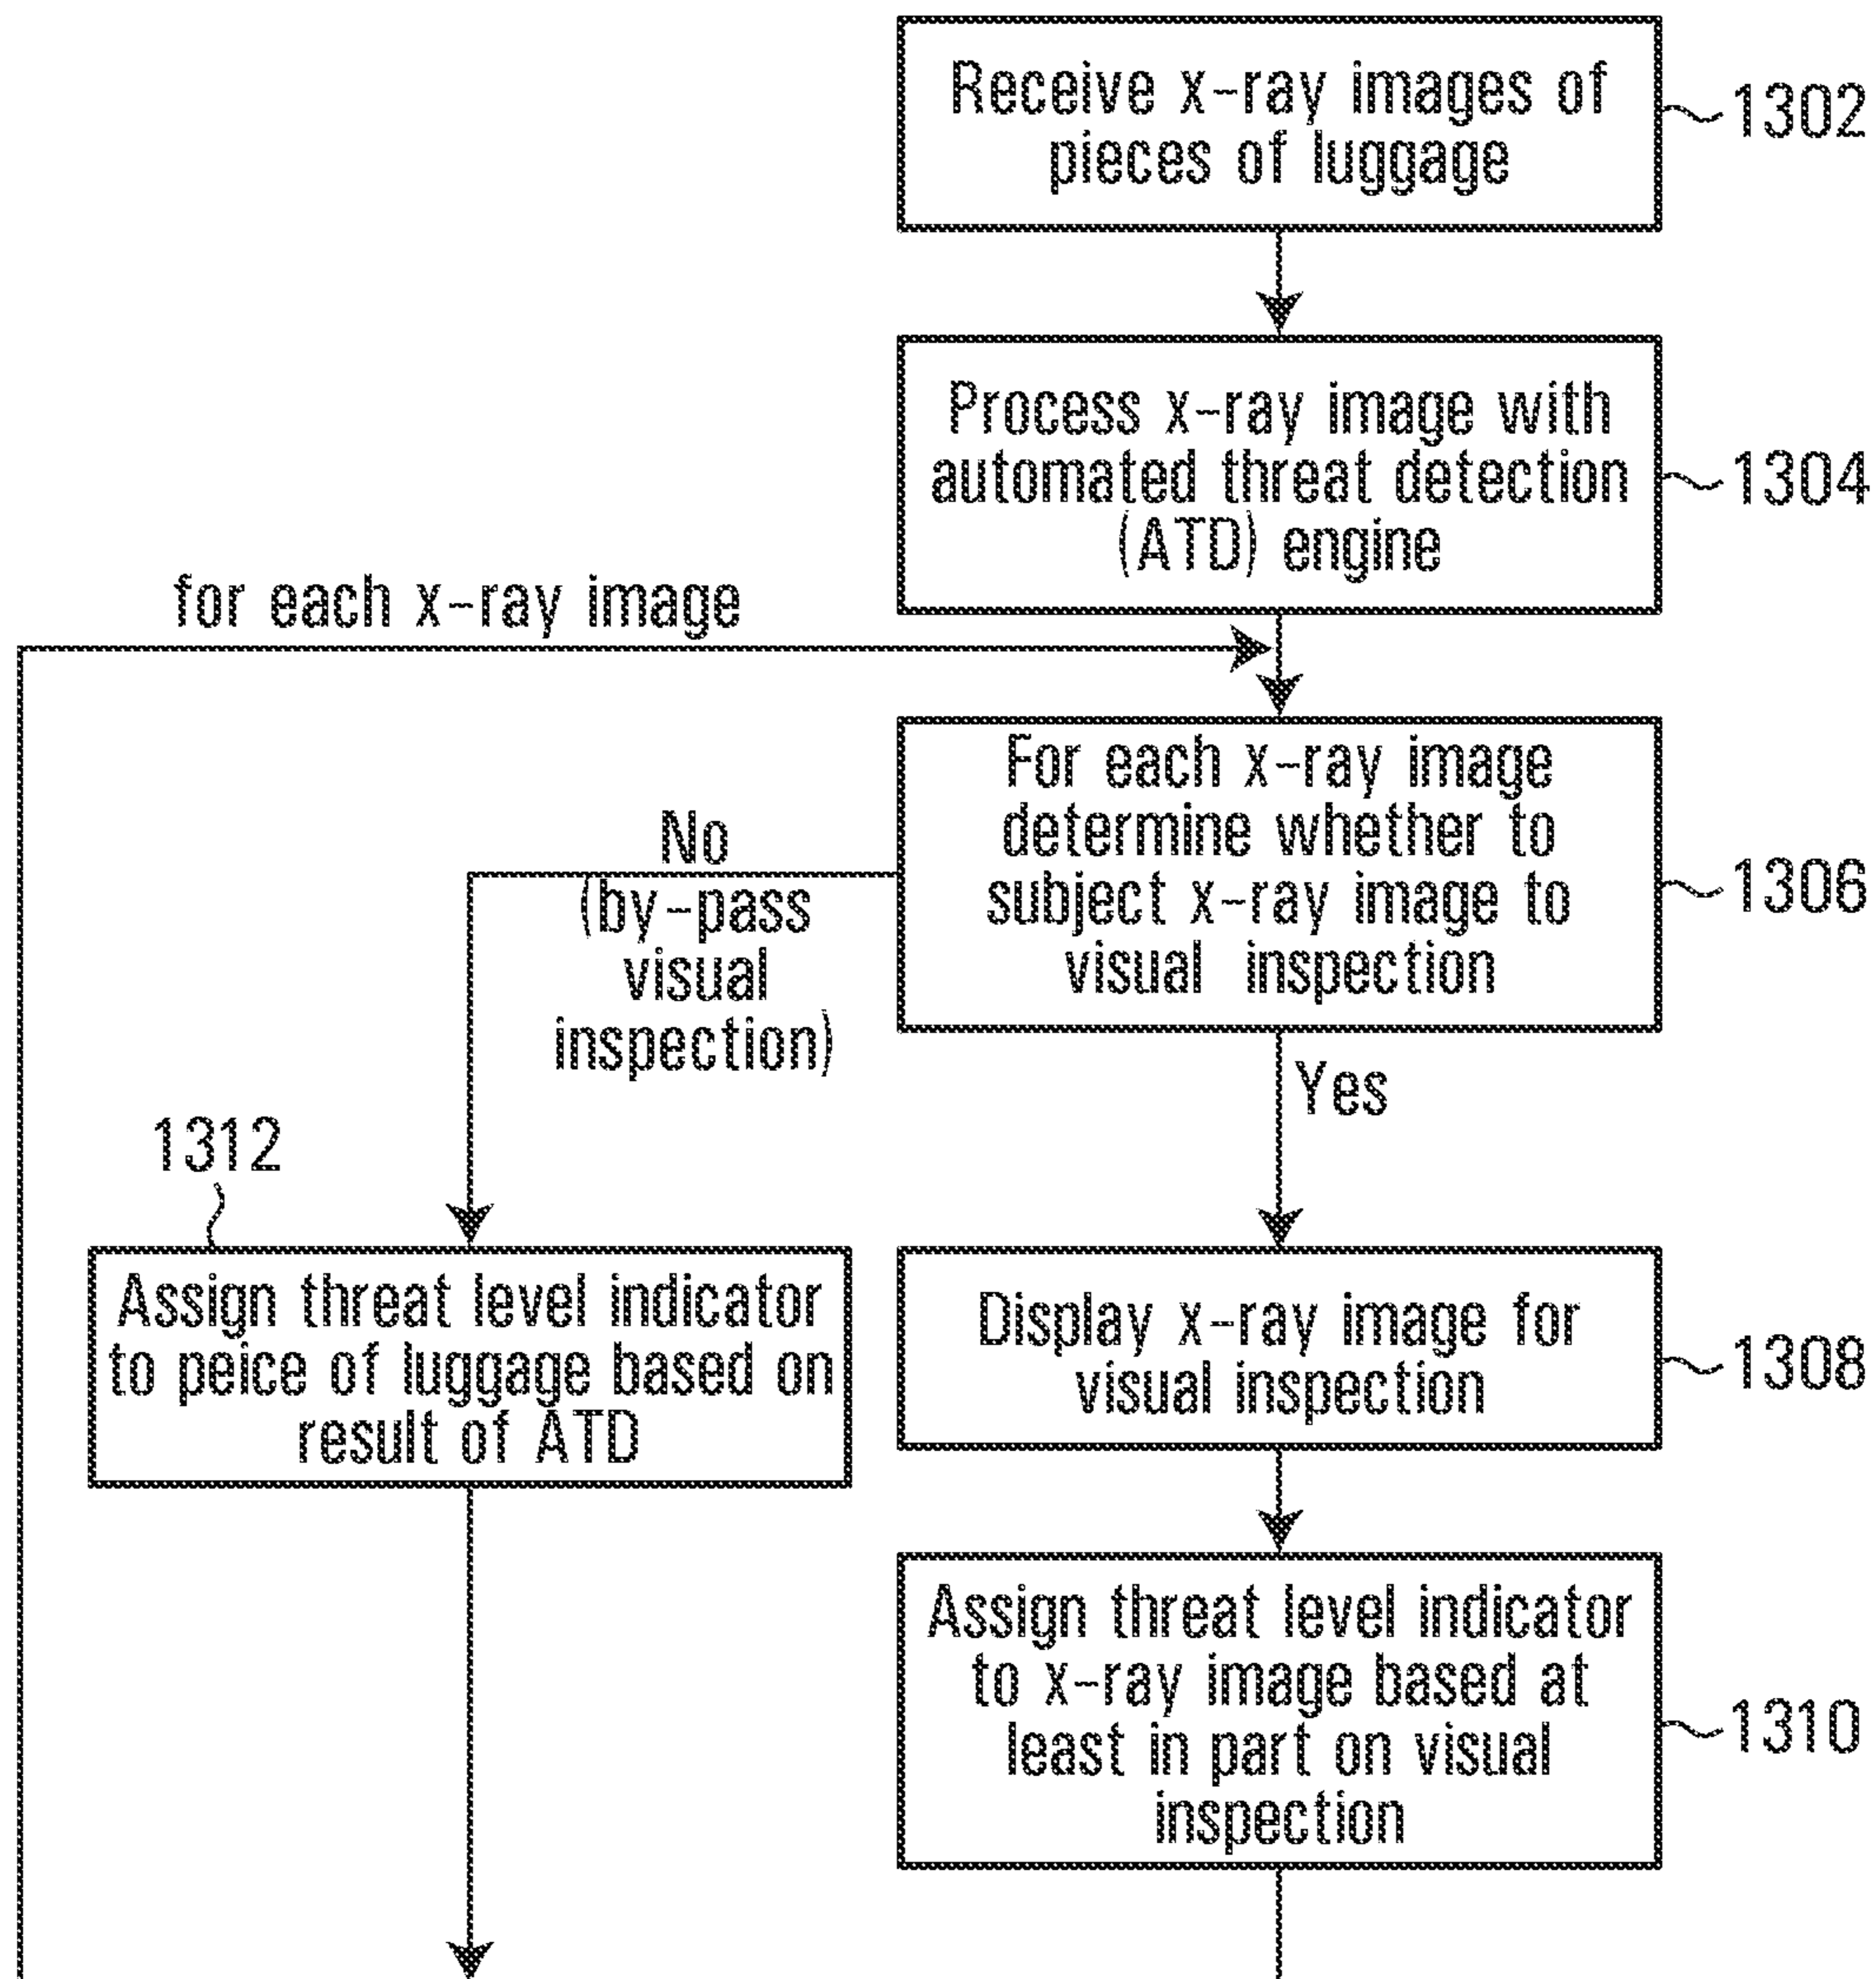 Receive x-ray images of
pieces of luggage
1302
Process x-ray image with
automated threat detection
(ATD) engine
1304
for each x-ray image
For each x-ray image
determine whether to
subject x-ray image to
visual inspection
1306
No
(by-pass
visual
inspection)
Yes
1312
Assign threat level indicator
to peice of luggage based on
result of ATD
Display x-ray image for
visual inspection
1308
Assign threat level indicator
to x-ray image based at
least in part on visual
inspection
1310